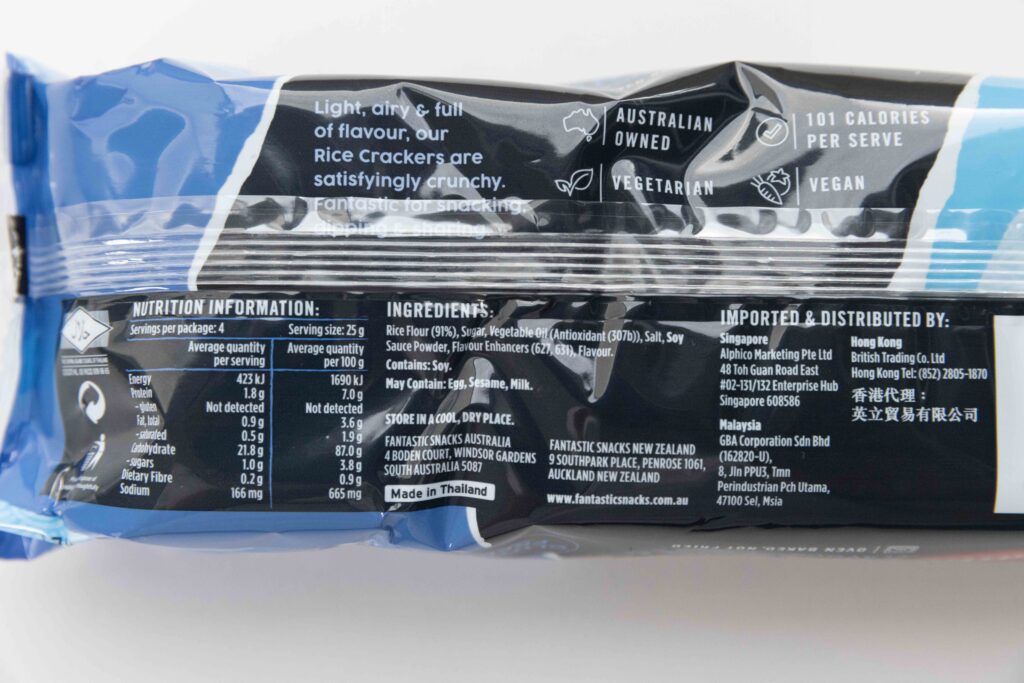 Light, airy & full
of flavour, our
Rice Crackers are
satisfyingly crunchy.
Fantastic for snacking,
dipping & sharing
AUSTRALIAN
OWNED
VEGETARIAN
101 CALORIES
PER SERVE
VEGAN
NUTRITION INFORMATION:
Servings per package: 4 Serving size: 25 g
Average quantity per serving Average quantity per 100 g
Energy 423 kJ 1690 kJ
Protein 1.8 g 7.0 g
- gluten Not detected Not detected
Fat, total 0.9 g 3.6 g
- saturated 0.5 g 1.9 g
Carbohydrate 21.8 g 87.0 g
- sugars 1.0 g 3.8 g
Dietary Fibre 0.2 g 0.9 g
Sodium 166 mg 665 mg
INGREDIENTS:
Rice Flour (91%), Sugar, Vegetable Oil (Antioxidant (307b)), Salt, Soy
Sauce Powder, Flavour Enhancers (627, 631), Flavour.
Contains: Soy.
May Contain: Egg, Sesame, Milk.
STORE IN A COOL, DRY PLACE.
FANTASTIC SNACKS AUSTRALIA
4 BODEN COURT, WINDSOR GARDENS
SOUTH AUSTRALIA 5087
Made in Thailand
FANTASTIC SNACKS NEW ZEALAND
9 SOUTHPARK PLACE, PENROSE 1061,
AUCKLAND NEW ZEALAND
www.fantasticsnacks.com.au
IMPORTED & DISTRIBUTED BY:
Singapore
Alphico Marketing Pte Ltd
48 Toh Guan Road East
#02-131/132 Enterprise Hub
Singapore 608586
Malaysia
GBA Corporation Sdn Bhd
(162820-U),
8, Jln PPU3, Tmn
Perindustrian Pch Utama,
47100 Sel, Msia
Hong Kong
British Trading Co. Ltd
Hong Kong Tel: (852) 2805-1870
香港代理：
英立貿易有限公司
OVEN BAKED, NOT FRIED